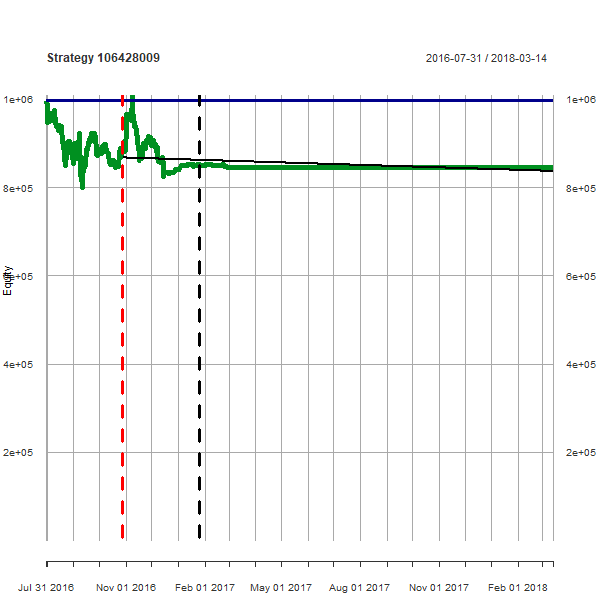 Strategy 106428009
2016-07-31 / 2018-03-14
1e+06
1e+06
8e+05
8e+05
Equity
6e+05
6e+05
4e+05
4e+05
2e+05
2e+05
Jul 31 2016
Nov 01 2016
Feb 01 2017
May 01 2017
Aug 01 2017
Nov 01 2017
Feb 01 2018